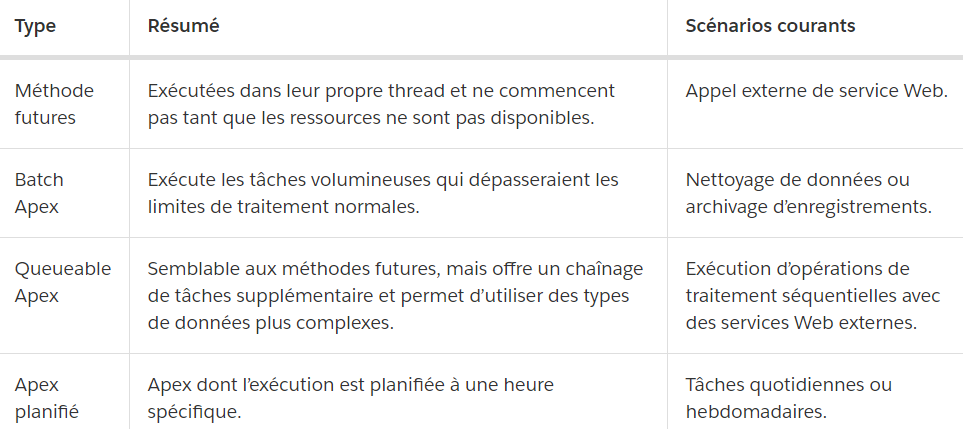 Type Résumé Scénarios courants
Méthode futures
Exécutées dans leur propre thread et ne commencent
pas tant que les ressources ne sont pas disponibles.
Appel externe de service Web.
Batch
Apex
Exécute les tâches volumineuses qui dépasseraient les
limites de traitement normales.
Nettoyage de données ou
archivage d’enregistrements.
Queueable
Apex
Semblable aux méthodes futures, mais offre un chaînage
de tâches supplémentaire et permet d’utiliser des types
de données plus complexes.
Exécution d’opérations de
traitement séquentielles avec
des services Web externes.
Apex
planifié
Apex dont l’exécution est planifiée à une heure
spécifique.
Tâches quotidiennes ou
hebdomadaires.